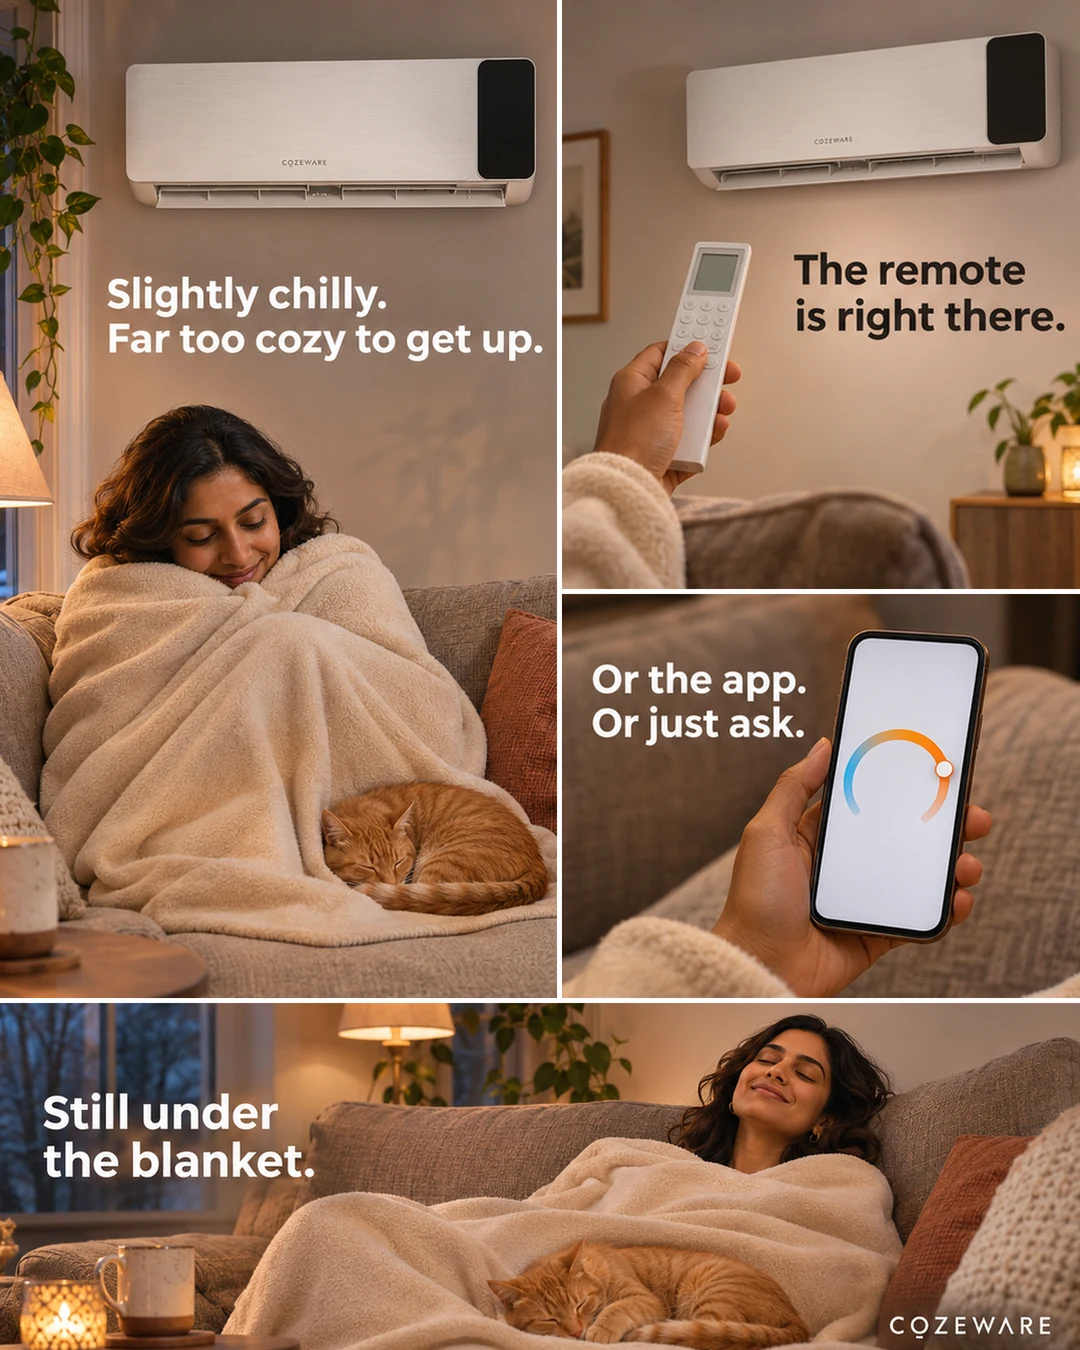 COZEWARE
Slightly chilly.
Far too cozy to get up.
COZEWARE
The remote
is right there.
Or the app.
Or just ask.
Still under
the blanket.
COZEWARE